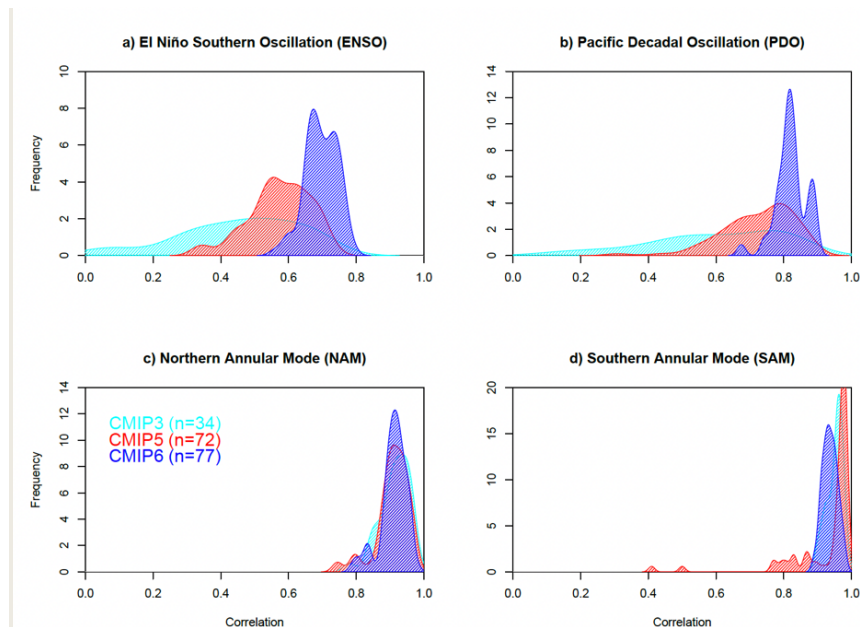 a) El Niño Southern Oscillation (ENSO)
b) Pacific Decadal Oscillation (PDO)
Frequency
10
8
6
4
2
0
0.0 0.2 0.4 0.6 0.8 1.0
14
12
10
8
6
4
2
0
0.0 0.2 0.4 0.6 0.8 1.0
c) Northern Annular Mode (NAM)
d) Southern Annular Mode (SAM)
Frequency
14
12
10
8
6
4
2
0
CMIP3 (n=34)
CMIP5 (n=72)
CMIP6 (n=77)
0.0 0.2 0.4 0.6 0.8 1.0
Correlation
20
15
10
5
0
0.0 0.2 0.4 0.6 0.8 1.0
Correlation